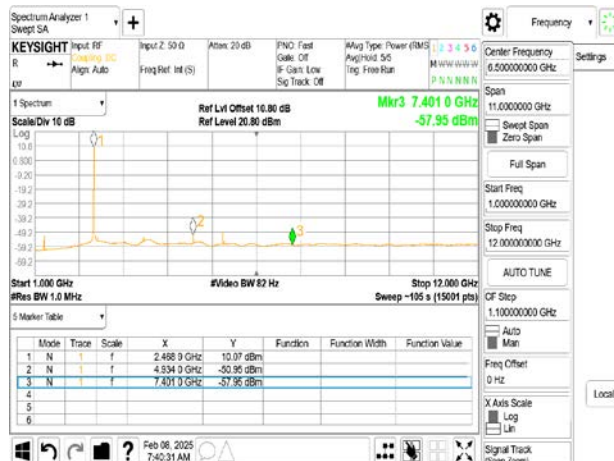 Spectrum Analyzer 1
Swept SA
+
Frequency
KEYSIGHT
Input: RF
Coupling: DC
Align: Auto
Input Z: 50 Ω
Freq Ref: Int (S)
Atten: 20 dB
PNO: Fast
Gate: Off
IF Gain: Low
Sig Track: Off
#Avg Type: Power (RMS
Avg|Hold: 5/5
Trig: Free Run
1 2 3 4 5 6
M W W W W W
P N N N N N
R
1 Spectrum
Scale/Div 10 dB
Log
Ref Lvl Offset 10.80 dB
Ref Level 20.80 dBm
Mkr3 7.401 0 GHz
-57.95 dBm
10.8
0.800
-9.20
-19.2
-29.2
-39.2
-49.2
-59.2
-69.2
1
2
3
Start 1.000 GHz
#Res BW 1.0 MHz
#Video BW 82 Hz
Stop 12.000 GHz
Sweep ~105 s (15001 pts)
5 Marker Table
Mode Trace Scale X Y Function Function Width Function Value
1 N 1 f 2.468 9 GHz 10.07 dBm
2 N 1 f 4.934 0 GHz -50.95 dBm
3 N 1 f 7.401 0 GHz -57.95 dBm
4
5
6
Feb 08, 2025
7:40:31 AM
?
Center Frequency
6.500000000 GHz
Settings
Span
11.0000000 GHz
Swept Span
Zero Span
Full Span
Start Freq
1.000000000 GHz
Stop Freq
12.000000000 GHz
AUTO TUNE
CF Step
1.100000000 GHz
Auto
Man
Freq Offset
0 Hz
X Axis Scale
Log
Lin
Local
Signal Track
(Span Zoom)